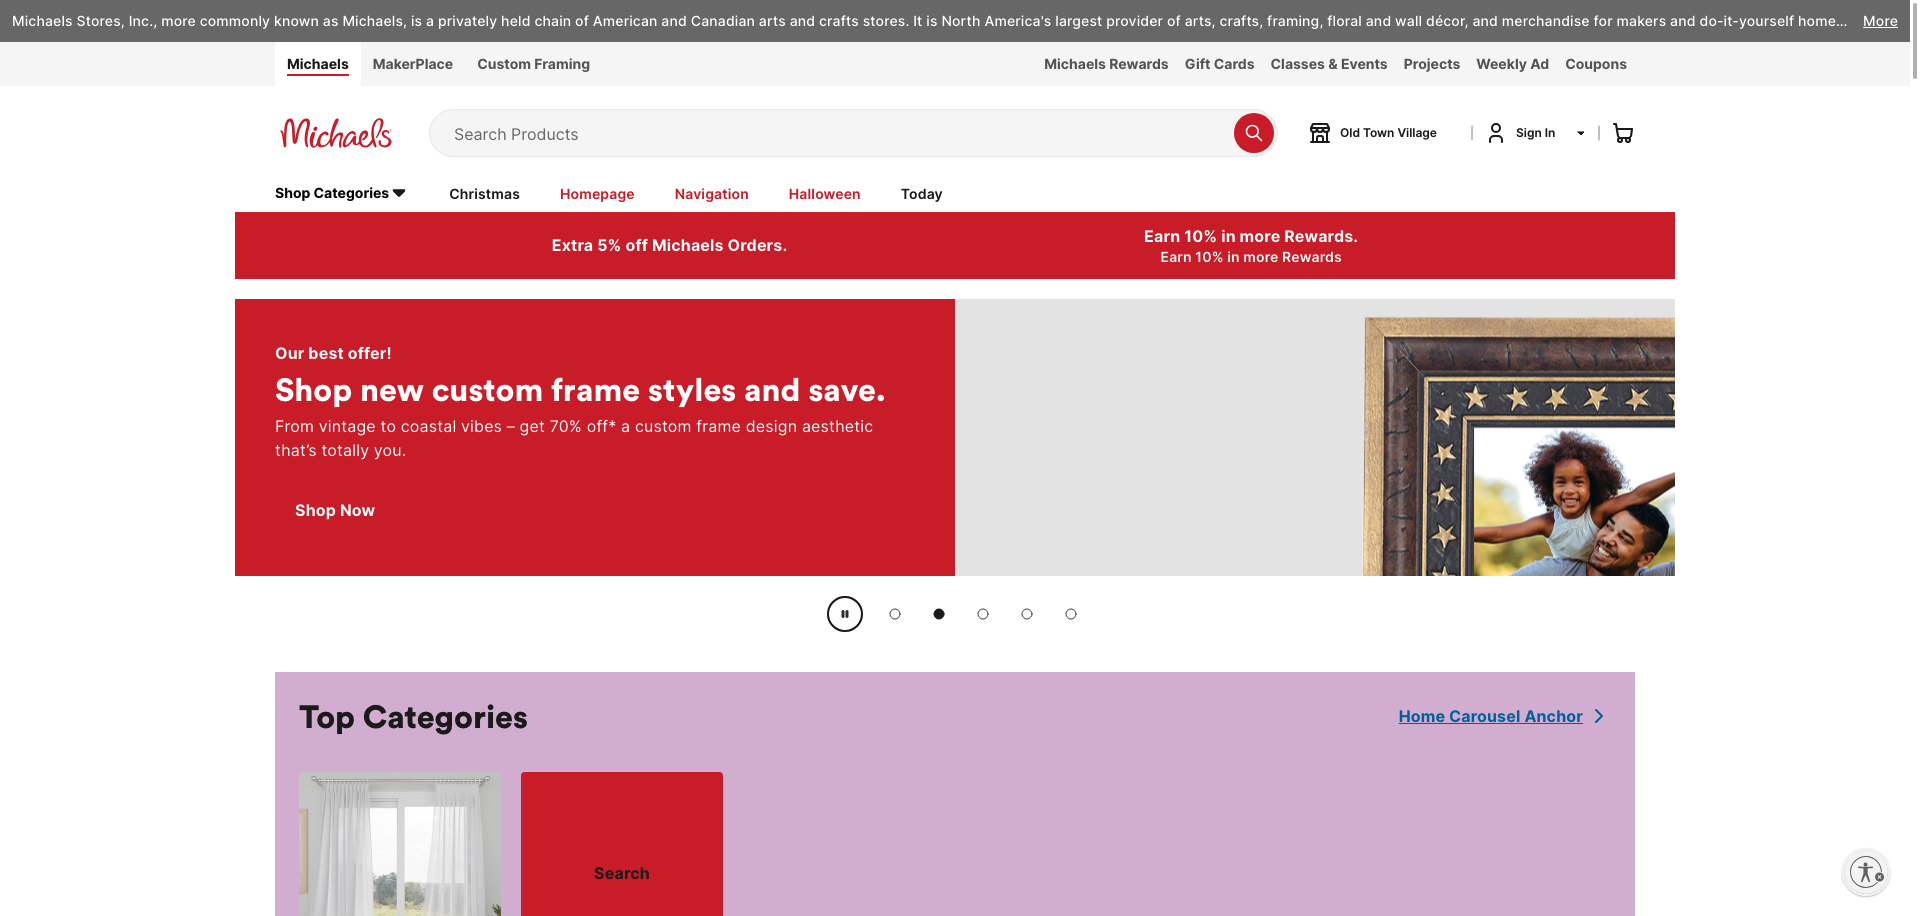 Michaels Stores, Inc., more commonly known as Michaels, is a privately held chain of American and Canadian arts and crafts stores. It is North America's largest provider of arts, crafts, framing, floral and wall décor, and merchandise for makers and do-it-yourself home... More
Michaels MakerPlace Custom Framing Michaels Rewards Gift Cards Classes & Events Projects Weekly Ad Coupons
Michaels Search Products Old Town Village Sign In
Shop Categories Christmas Homepage Navigation Halloween Today
Extra 5% off Michaels Orders.
Earn 10% in more Rewards.
Earn 10% in more Rewards
Our best offer!
Shop new custom frame styles and save.
From vintage to coastal vibes – get 70% off* a custom frame design aesthetic
that’s totally you.
Shop Now
Top Categories Home Carousel Anchor
Search